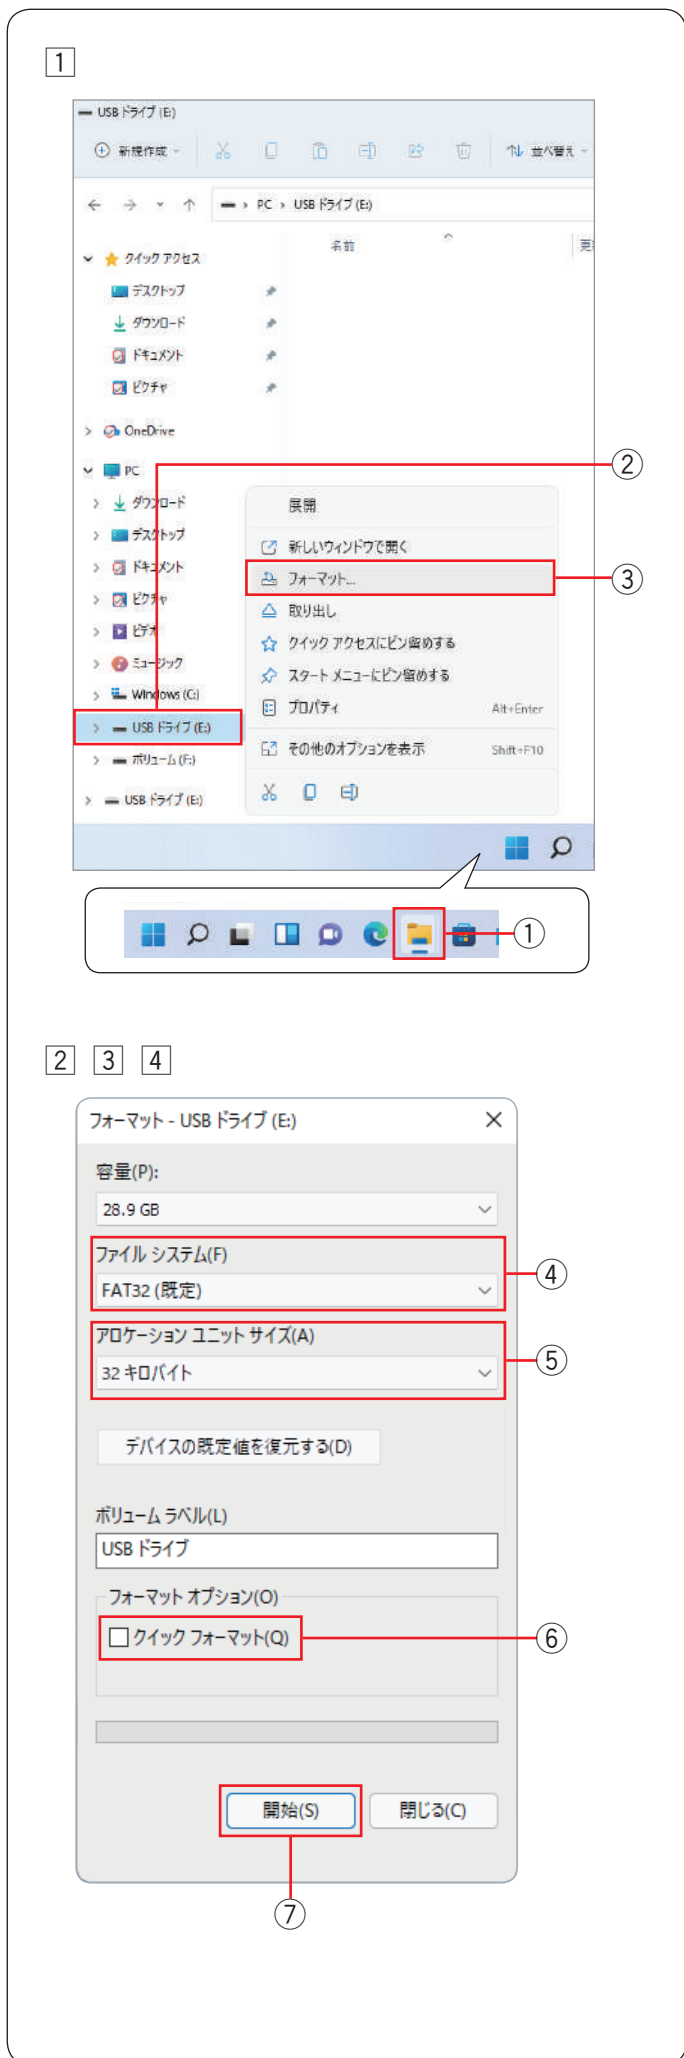 1
USB ドライブ (E:)
新規作成
並べ替え
PC › USB ドライブ (E:)
名前
更
クイック アクセス
デスクトップ
ダウンロード
ドキュメント
ピクチャ
OneDrive
PC
②
ダウンロード
展開
デスクトップ
新しいウィンドウで開く
ドキュメント
フォーマット...
③
ピクチャ
取り出し
ビデオ
クイック アクセスにピン留めする
ミュージック
スタート メニューにピン留めする
Windows (C:)
プロパティ
Alt+Enter
USB ドライブ (E:)
その他のオプションを表示
Shift+F10
ボリューム (F:)
USB ドライブ (E:)
①
2 3 4
フォーマット - USB ドライブ (E:)
容量(P):
28.9 GB
ファイル システム(F)
FAT32 (既定)
④
アロケーション ユニット サイズ(A)
32 キロバイト
⑤
デバイスの既定値を復元する(D)
ボリューム ラベル(L)
USB ドライブ
フォーマット オプション(O)
クイック フォーマット(Q)
⑥
開始(S)
閉じる(C)
⑦